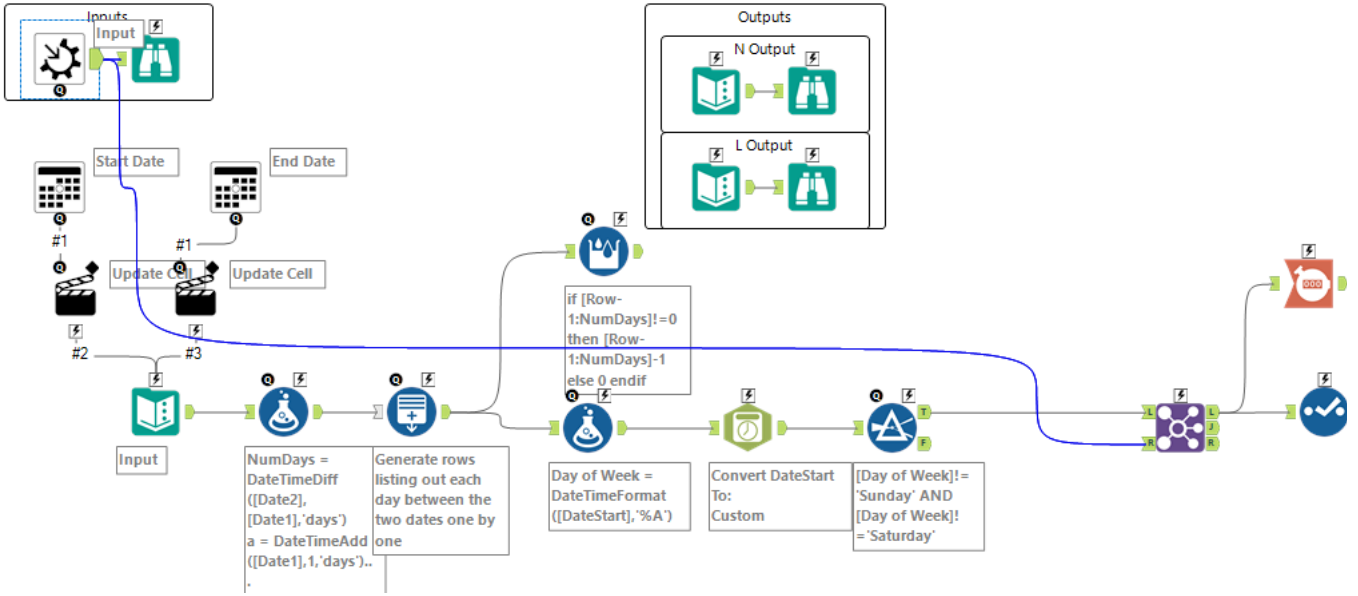 Inputs
Input
Outputs
N Output
L Output
Start Date
End Date
#1
#1
Update Cell
Update Cell
#2
#3
if [Row-
1:NumDays]!=0
then [Row-
1:NumDays]-1
else 0 endif
Input
NumDays =
DateTimeDiff
([Date2],
[Date1],'days')
a = DateTimeAdd
([Date1],1,'days')..
.
Generate rows
listing out each
day between the
two dates one by
one
Day of Week =
DateTimeFormat
([DateStart],'%A')
Convert DateStart
To:
Custom
[Day of Week]!=
'Sunday' AND
[Day of Week]!
='Saturday'
T
F
L
R
L
J
R
Q
Q
Q
Q
Q
Q
Q
Q
Q
Q